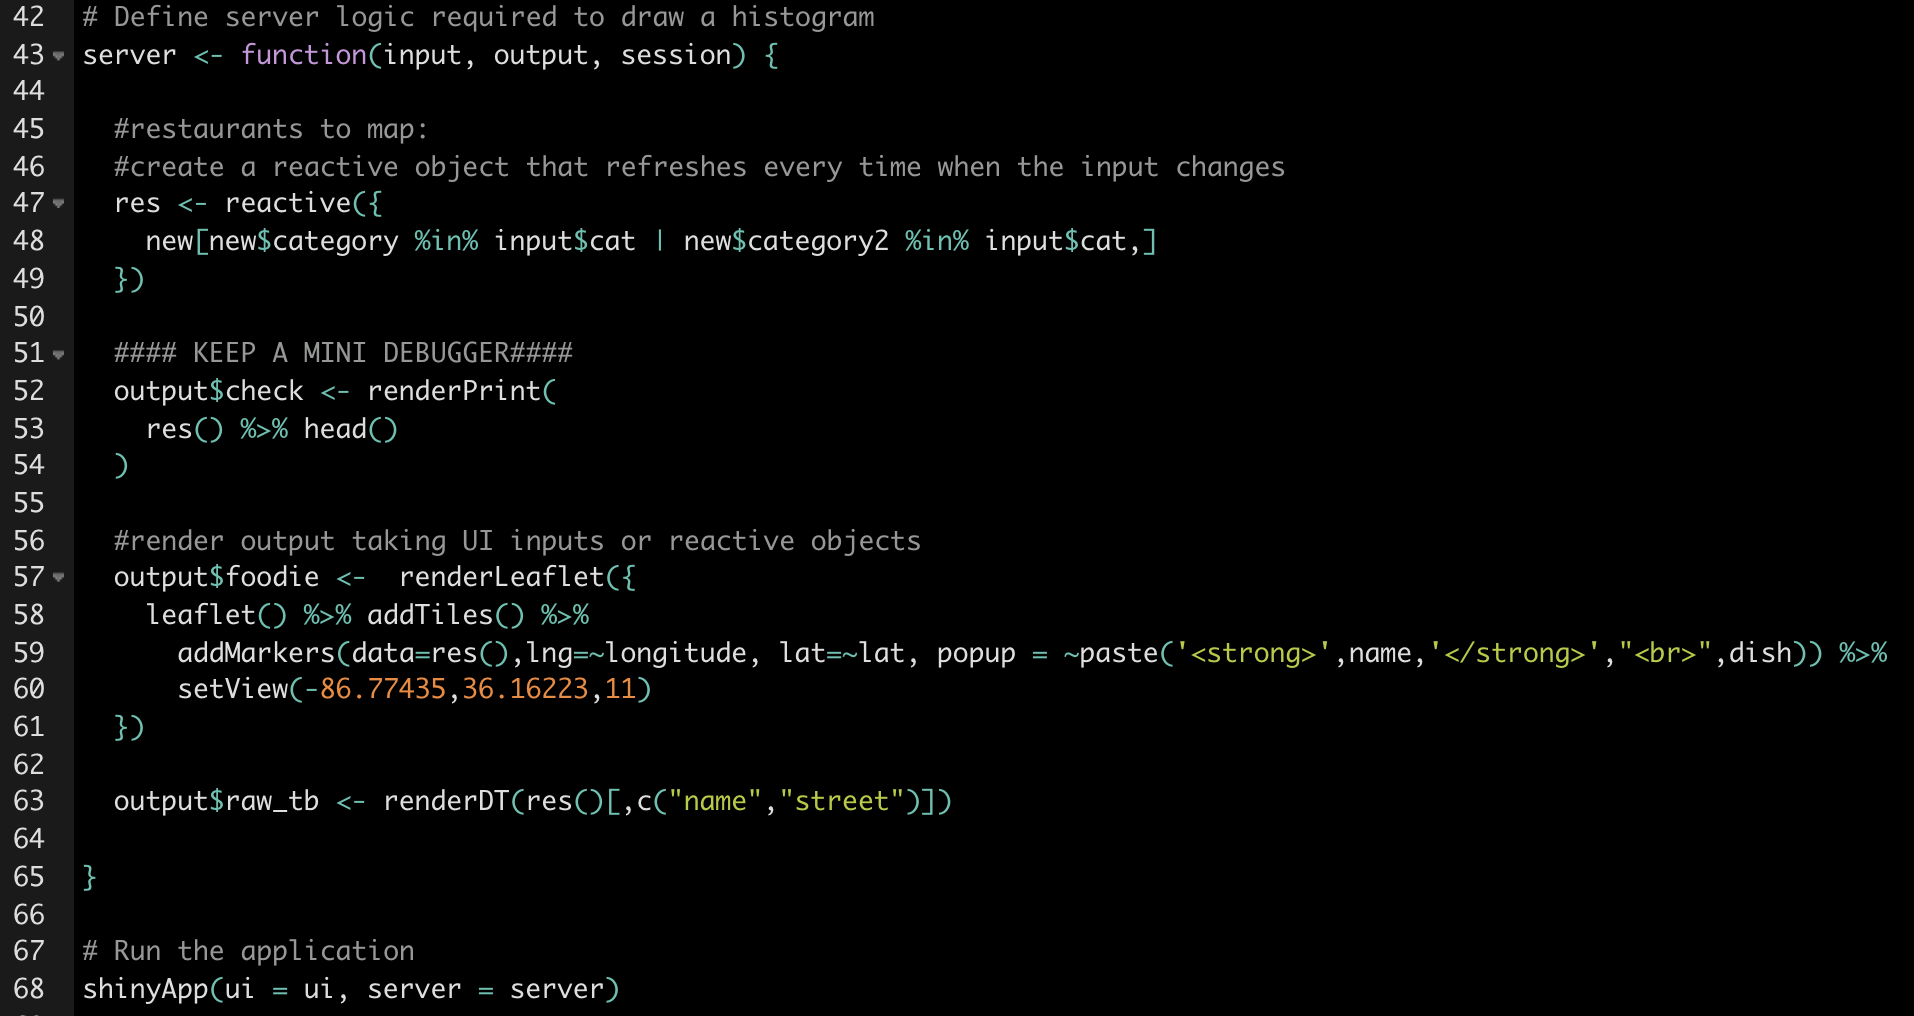 42 # Define server logic required to draw a histogram
43 server <- function(input, output, session) {
44
45   #restaurants to map:
46   #create a reactive object that refreshes every time when the input changes
47   res <- reactive({
48     new[new$category %in% input$cat | new$category2 %in% input$cat,]
49   })
50
51   #### KEEP A MINI DEBUGGER####
52   output$check <- renderPrint(
53     res() %>% head()
54   )
55
56   #render output taking UI inputs or reactive objects
57   output$foodie <-  renderLeaflet({
58     leaflet() %>% addTiles() %>%
59       addMarkers(data=res(),lng=~longitude, lat=~lat, popup = ~paste('<strong>',name,'</strong>',"<br>",dish)) %>%
60       setView(-86.77435,36.16223,11)
61   })
62
63   output$raw_tb <- renderDT(res()[,c("name","street")])
64
65 }
66
67 # Run the application
68 shinyApp(ui = ui, server = server)